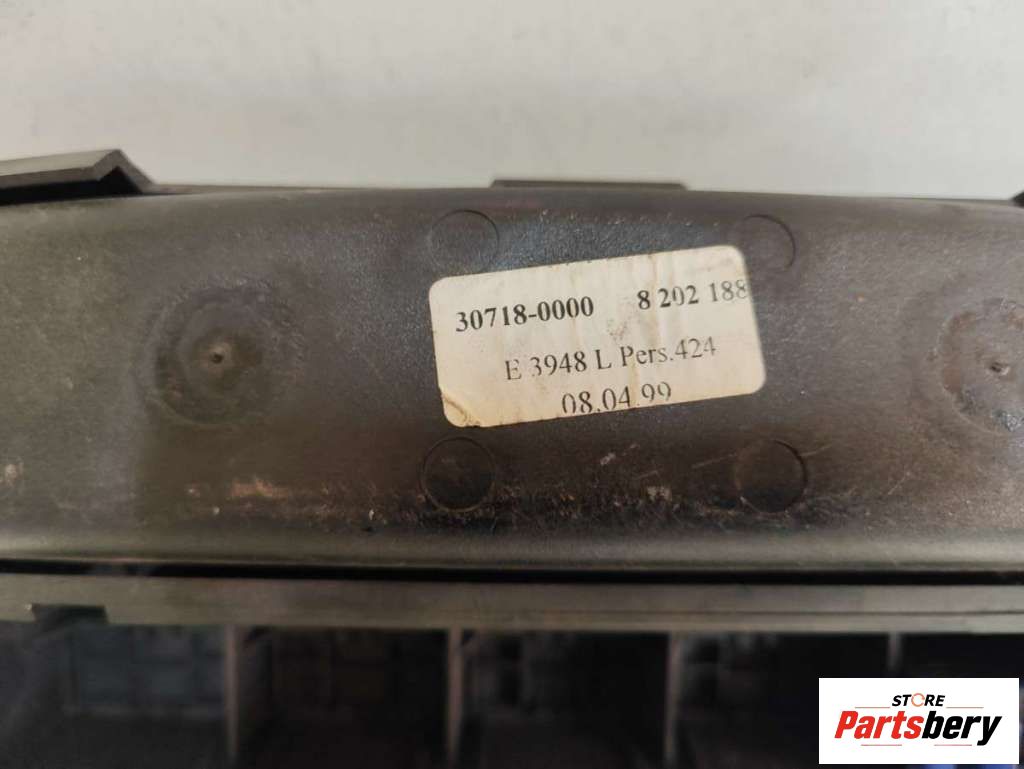 30718-0000 8 202 188
E 3948 L Pers.424
08.04.99
STORE
Partsbery